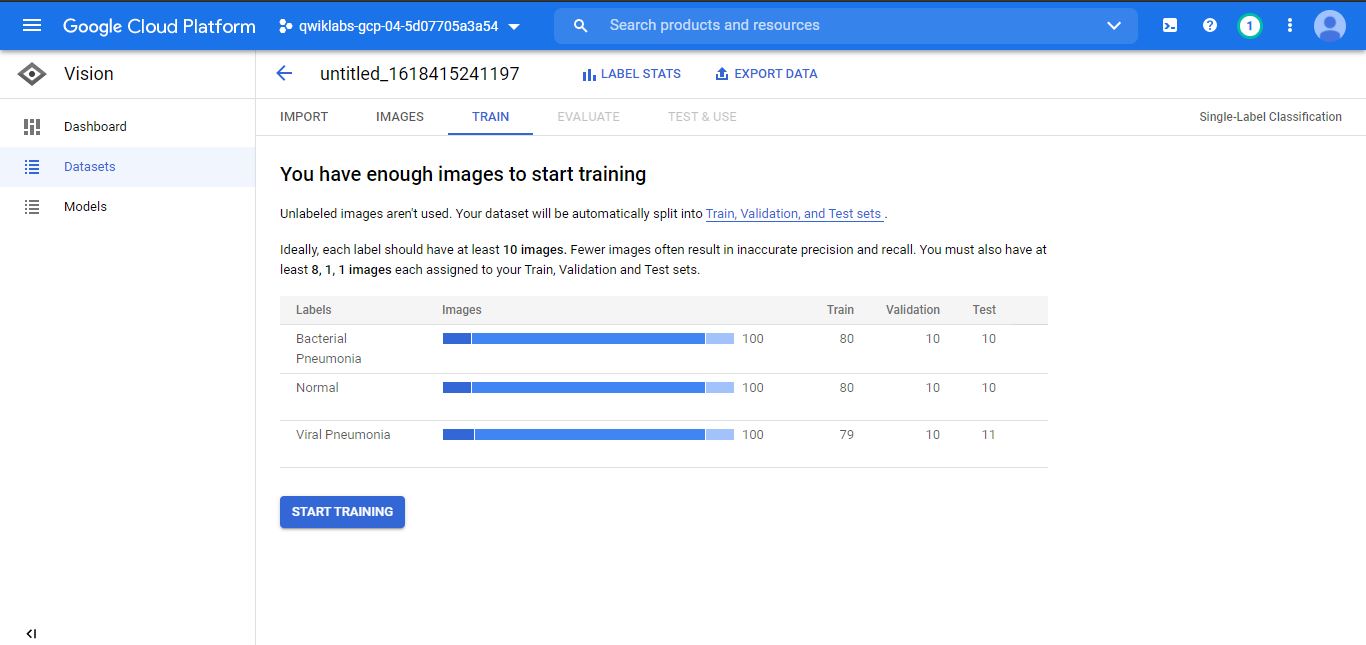 Google Cloud Platform qwiklabs-gcp-04-5d07705a3a54 Search products and resources 1
Vision untitled_1618415241197 LABEL STATS EXPORT DATA
IMPORT IMAGES TRAIN EVALUATE TEST & USE Single-Label Classification
Dashboard
Datasets
Models
You have enough images to start training
Unlabeled images aren't used. Your dataset will be automatically split into Train, Validation, and Test sets .
Ideally, each label should have at least 10 images. Fewer images often result in inaccurate precision and recall. You must also have at
least 8, 1, 1 images each assigned to your Train, Validation and Test sets.
Labels Images Train Validation Test
Bacterial 100 80 10 10
Pneumonia
Normal 100 80 10 10
Viral Pneumonia 100 79 10 11
START TRAINING